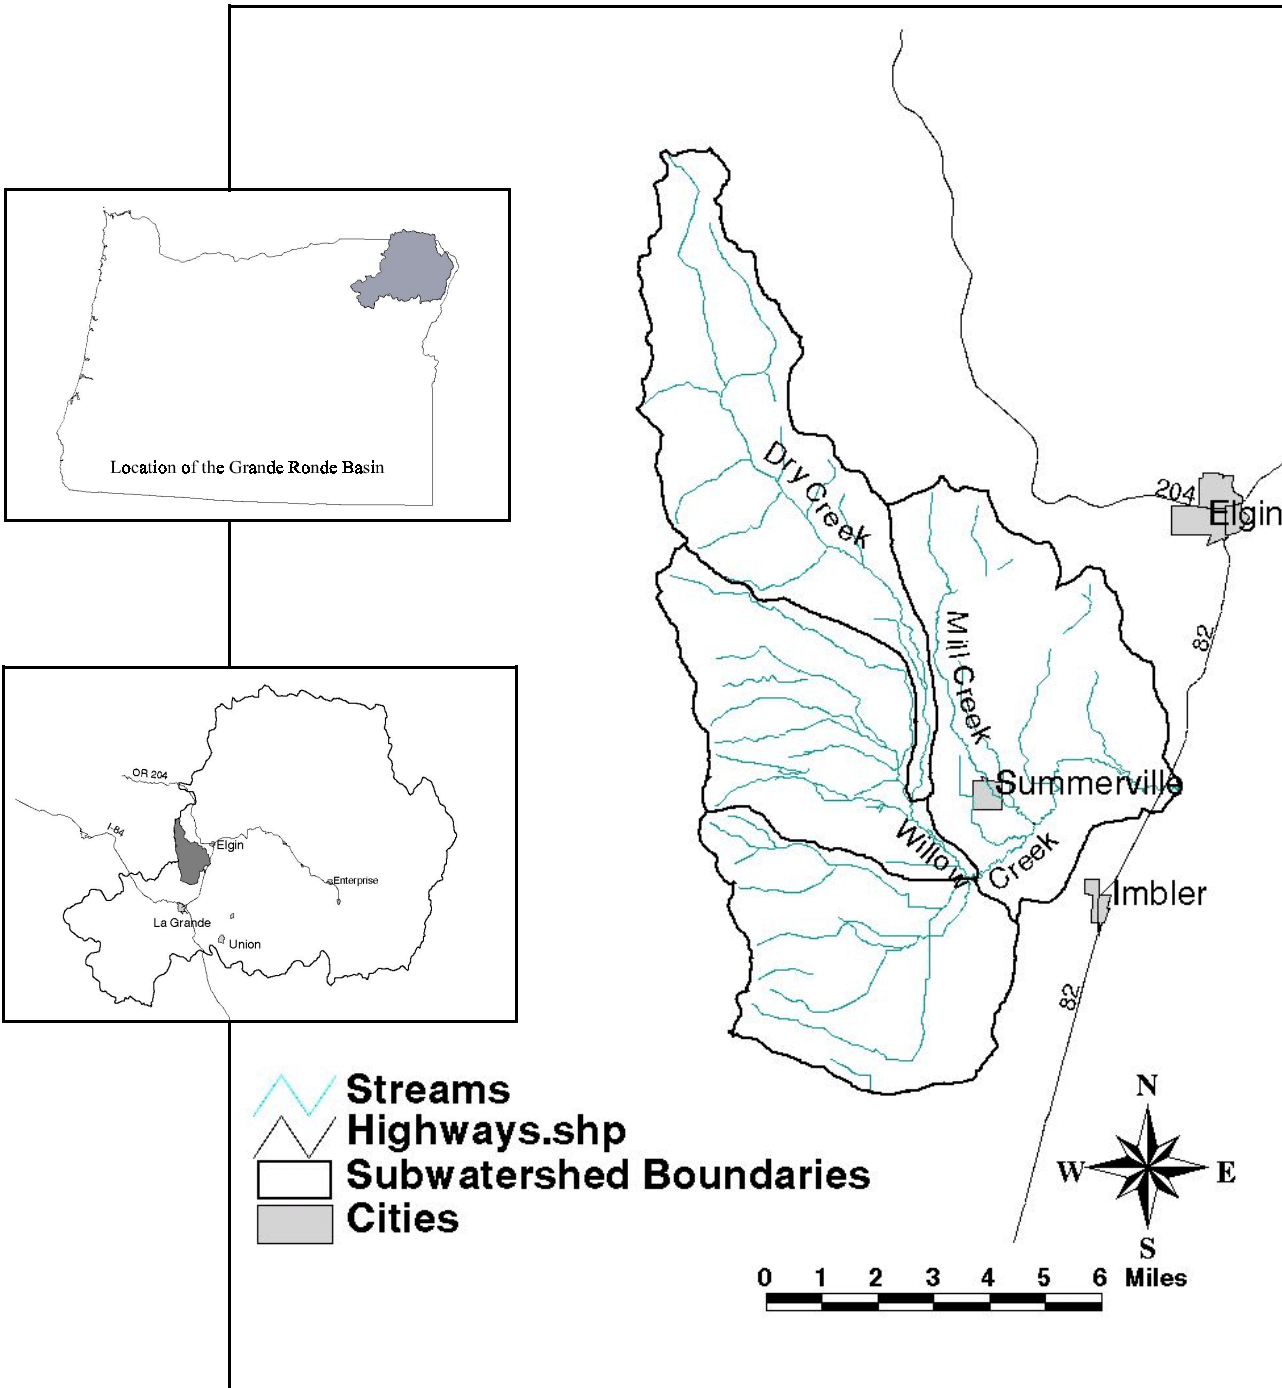 Location of the Grande Ronde Basin
OR 204
I-84
Elgin
Enterprise
La Grande
Union
Dry Creek
Mill Creek
204
Elgin
82
Summerville
Willow Creek
Imbler
82
Streams
Highways.shp
Subwatershed Boundaries
Cities
N
W E
S
0 1 2 3 4 5 6 Miles